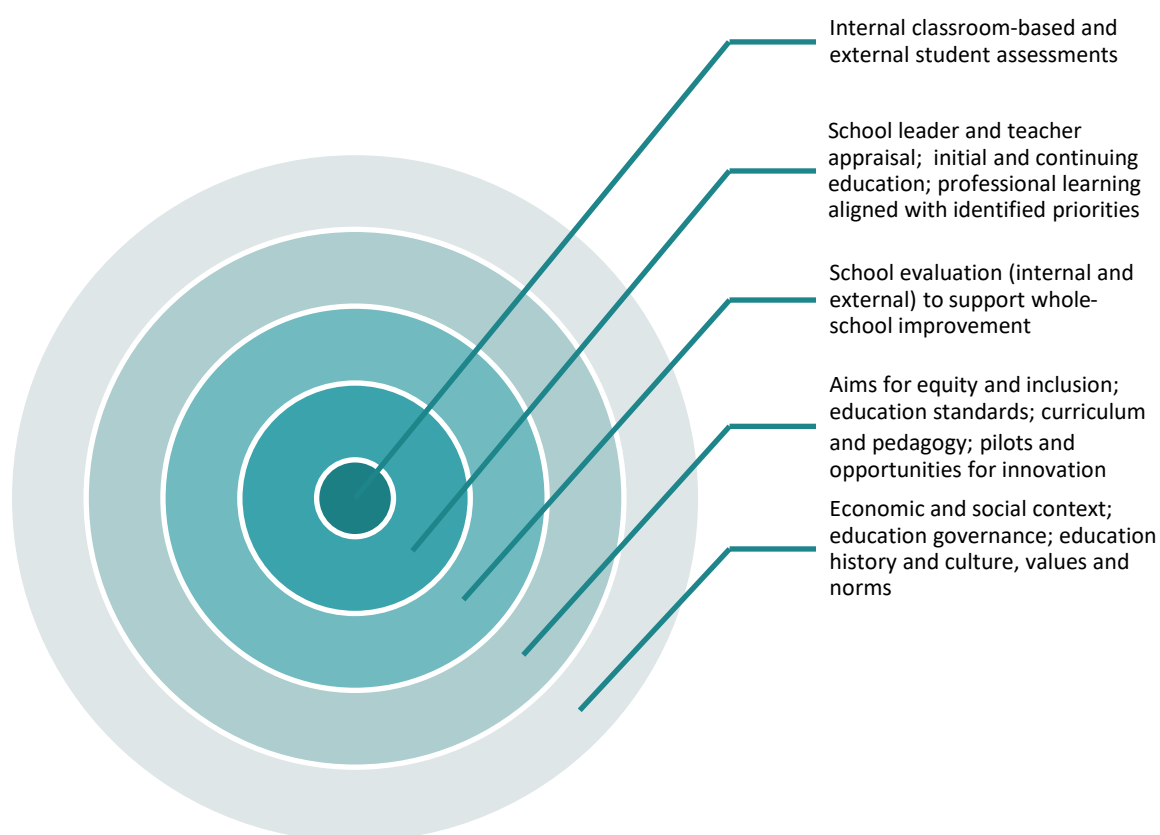 Internal classroom-based and
external student assessments
School leader and teacher
appraisal;  initial and continuing
education; professional learning
aligned with identified priorities
School evaluation (internal and
external) to support whole-
school improvement
Aims for equity and inclusion;
education standards; curriculum
and pedagogy; pilots and
opportunities for innovation
Economic and social context;
education governance; education
history and culture, values and
norms